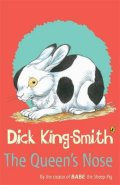 Dick King-Smith
The Queen's Nose
By the creator of BABE the Sheep-Pig